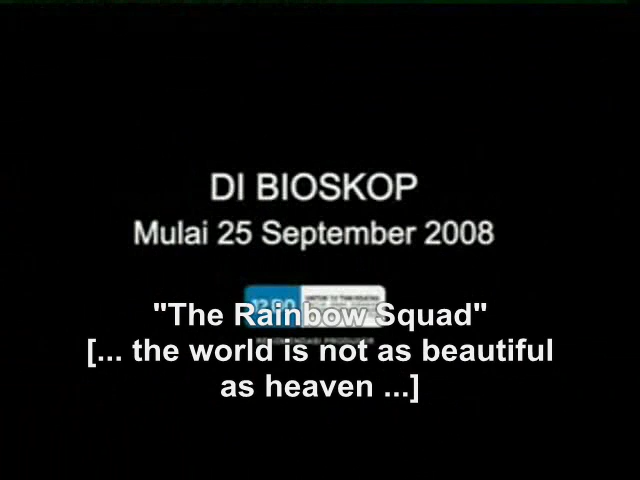 DI BIOSKOP
Mulai 25 September 2008
"The Rainbow Squad"
[... the world is not as beautiful
as heaven ...]